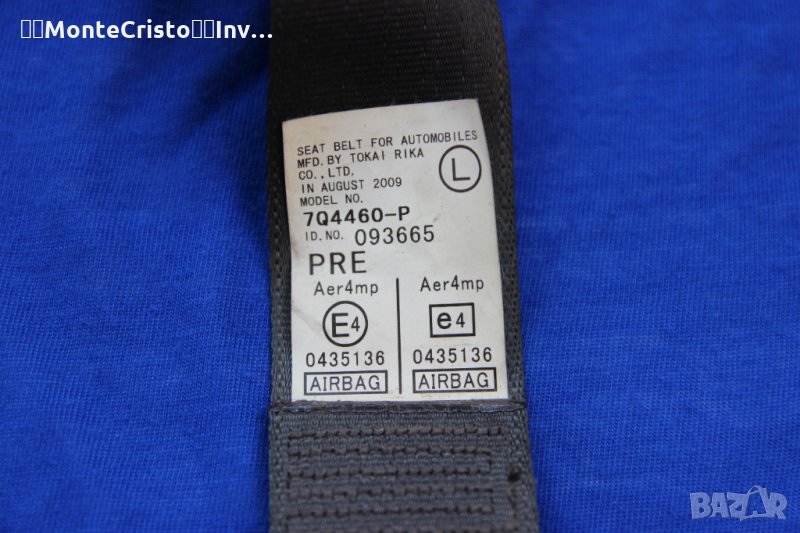 MonteCristo Inv...
SEAT BELT FOR AUTOMOBILES
MFD. BY TOKAI RIKA
CO., LTD.
IN AUGUST 2009
MODEL NO.
7Q4460-P
ID. NO. 093665
L
PRE
Aer4mp
E4
0435136
AIRBAG
Aer4mp
e4
0435136
AIRBAG
BAZAR